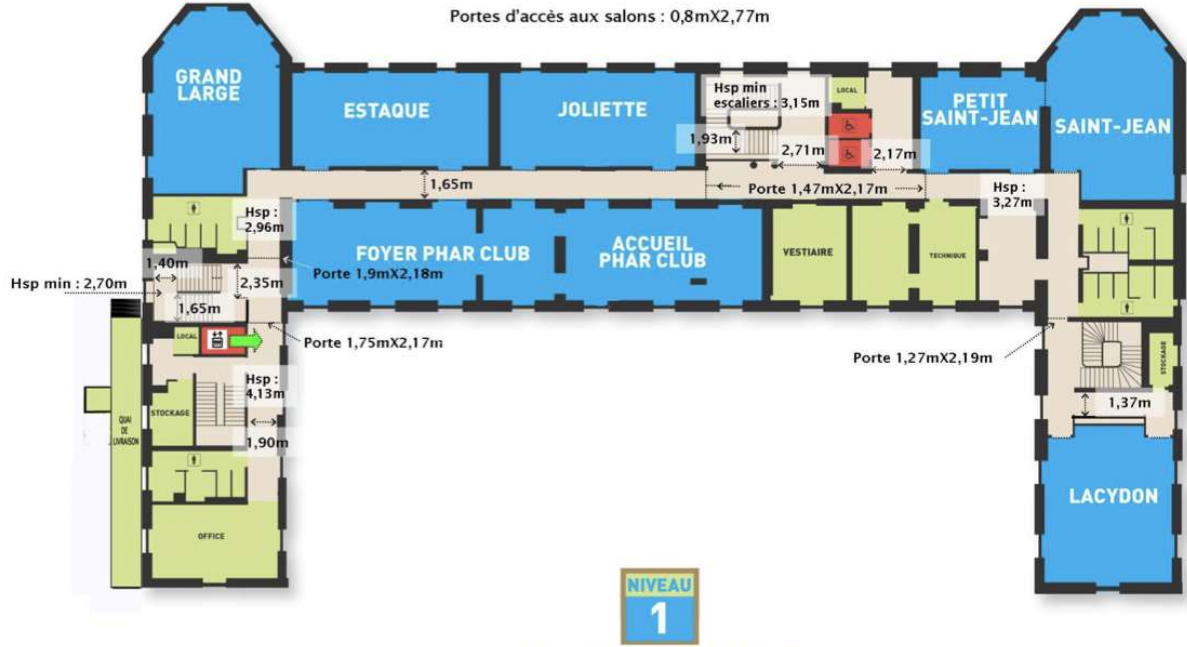 Portes d'accès aux salons : 0,8mX2,77m
GRAND
LARGE
ESTAQUE
JOLIETTE
Hsp min
escaliers : 3,15m
LOCAL
PETIT
SAINT-JEAN
SAINT-JEAN
1,93m
2,71m
2,17m
1,65m
Porte 1,47mX2,17m
Hsp :
3,27m
Hsp :
2,96m
FOYER PHAR CLUB
ACCUEIL
PHAR CLUB
VESTIAIRE
TECHNIQUE
1,40m
Hsp min : 2,70m
2,35m
Porte 1,9mX2,18m
1,65m
LOCAL
Porte 1,75mX2,17m
Porte 1,27mX2,19m
STOCKAGE
Hsp :
4,13m
STOCKAGE
1,37m
QUAI
DE
LIVRAISON
1,90m
LACYDON
OFFICE
NIVEAU
1